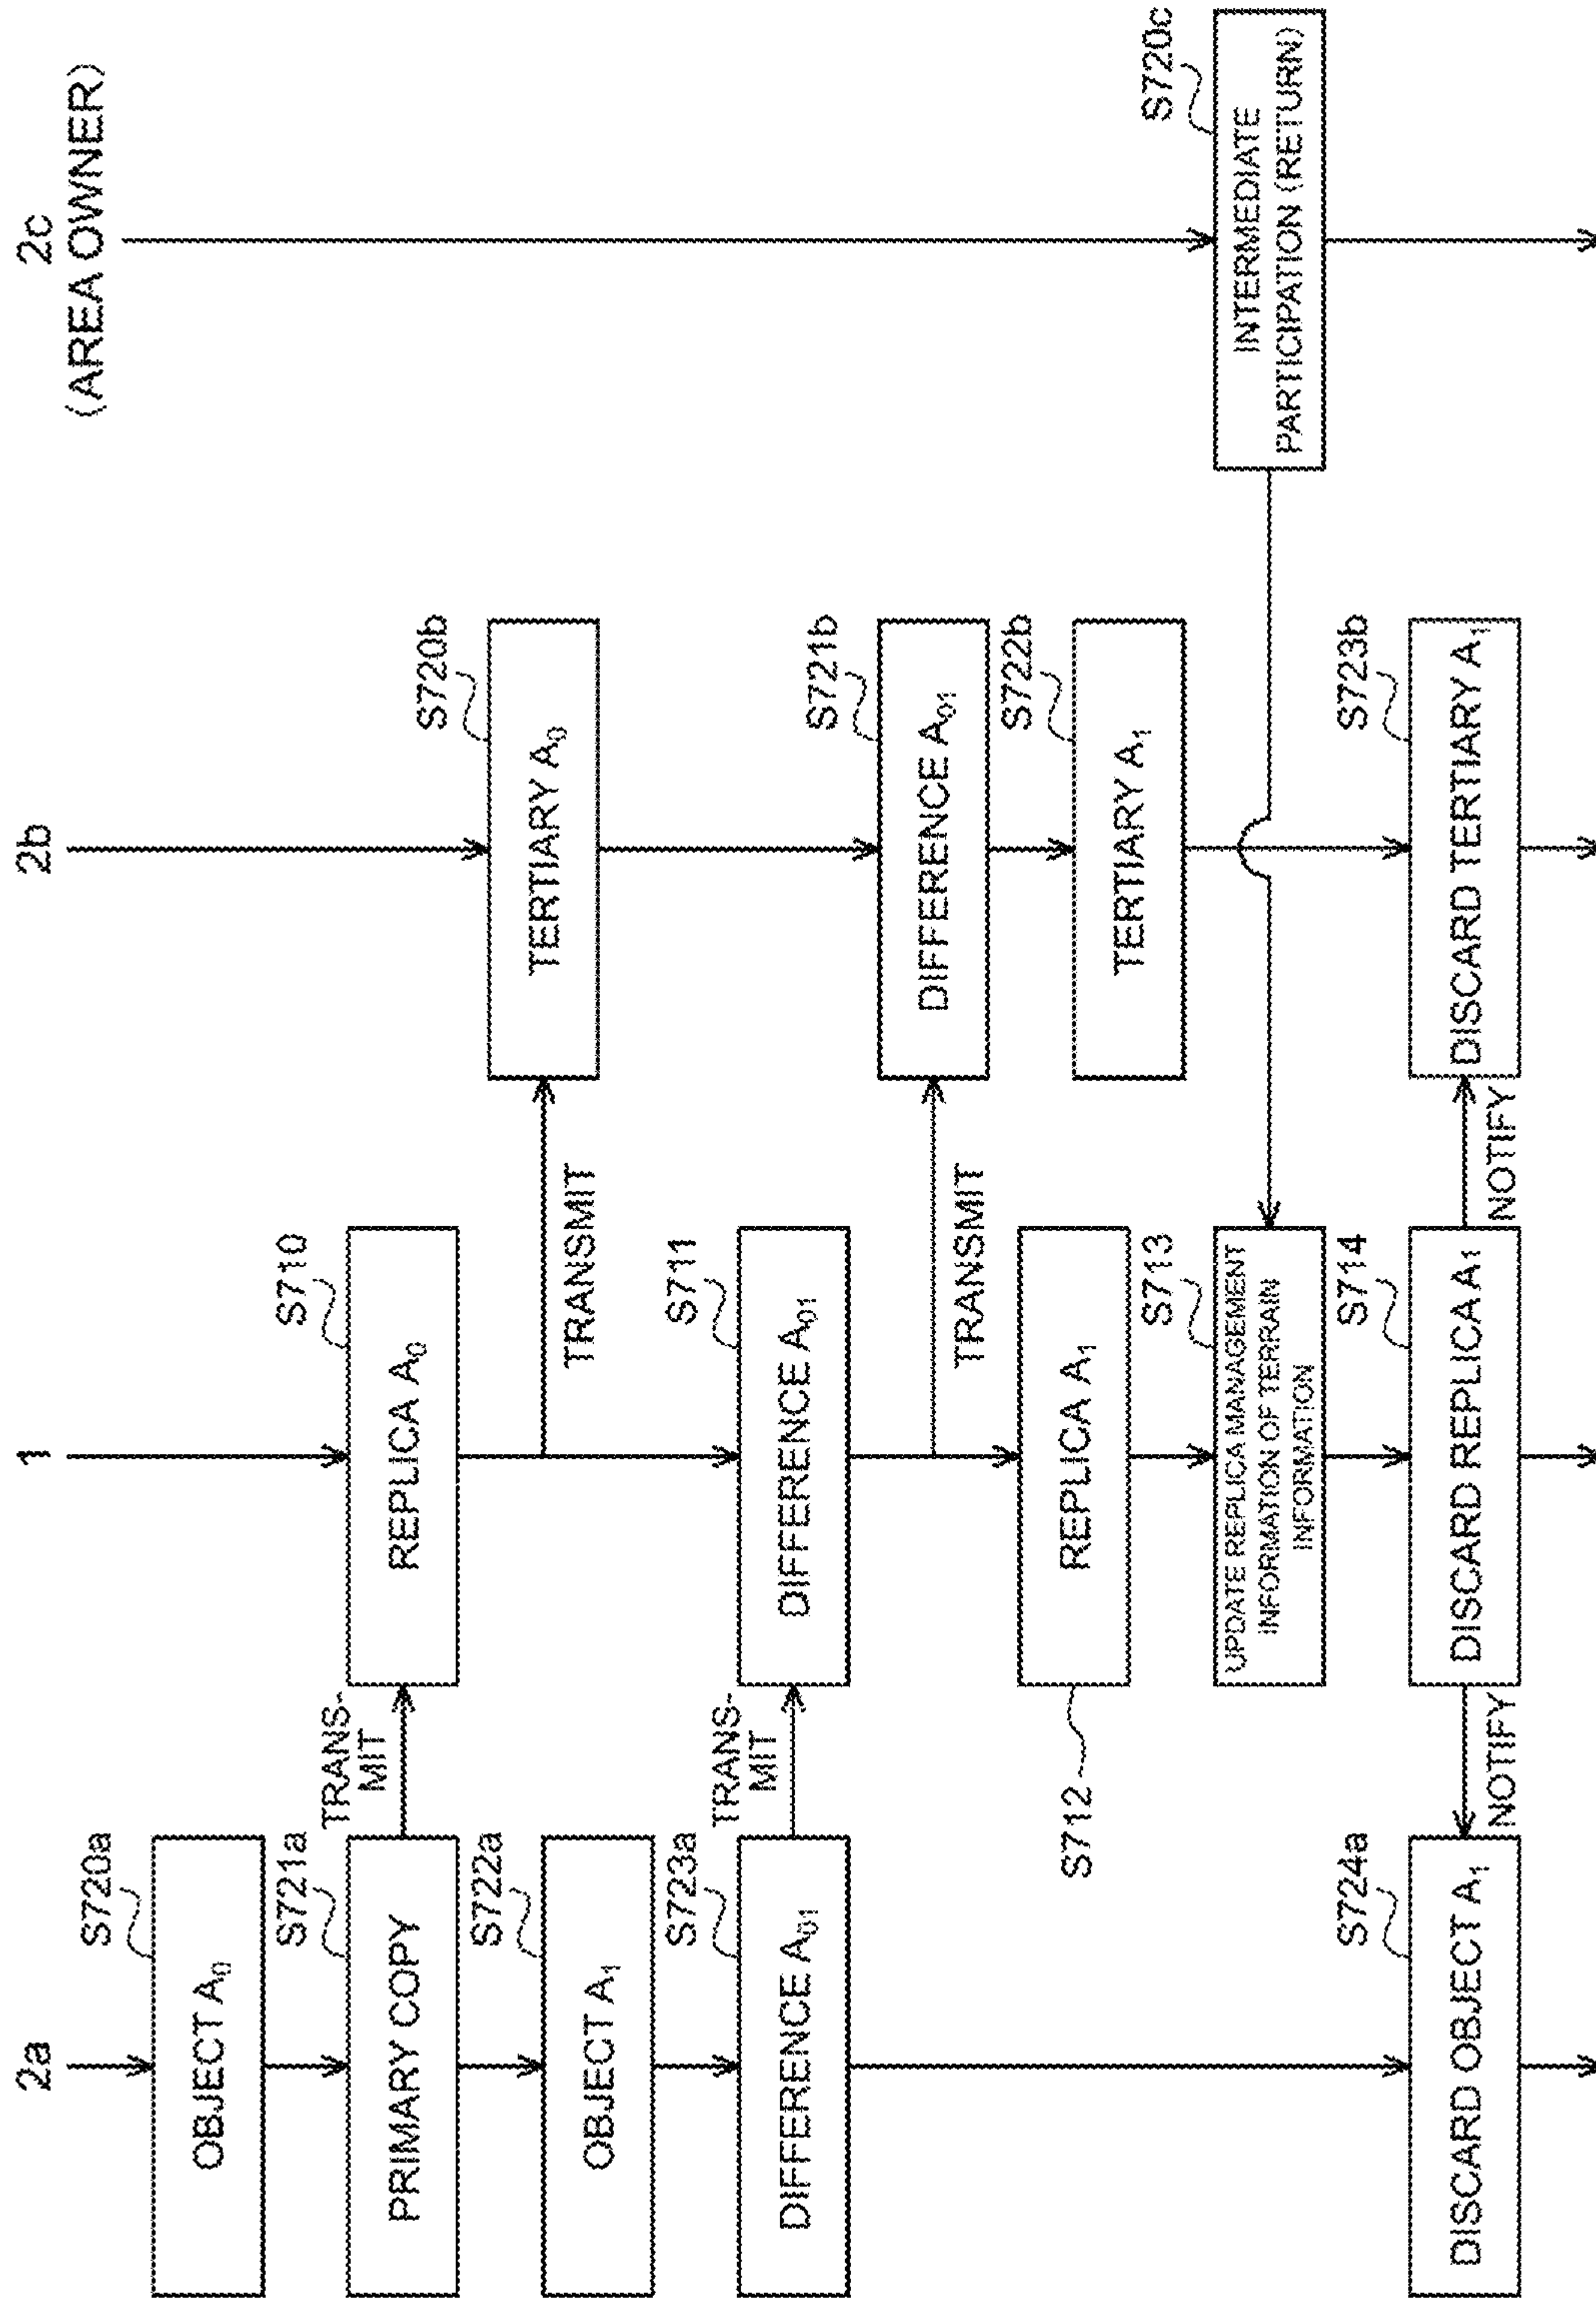 2a
1
2b
2c
(AREA OWNER)
S720a
OBJECT A₀
S721a
PRIMARY COPY
TRANS-
MIT
S710
REPLICA A₀
S722a
OBJECT A₁
TRANSMIT
S720b
TERTIARY A₀
S723a
DIFFERENCE A₀₁
TRANS-
MIT
S711
DIFFERENCE A₀₁
TRANSMIT
S721b
DIFFERENCE A₀₁
S712
REPLICA A₁
S722b
TERTIARY A₁
S713
UPDATE REPLICA MANAGEMENT
INFORMATION OF TERRAIN
INFORMATION
S720c
INTERMEDIATE
PARTICIPATION (RETURN)
S724a
DISCARD OBJECT A₁
NOTIFY
S714
DISCARD REPLICA A₁
NOTIFY
S723b
DISCARD TERTIARY A₁